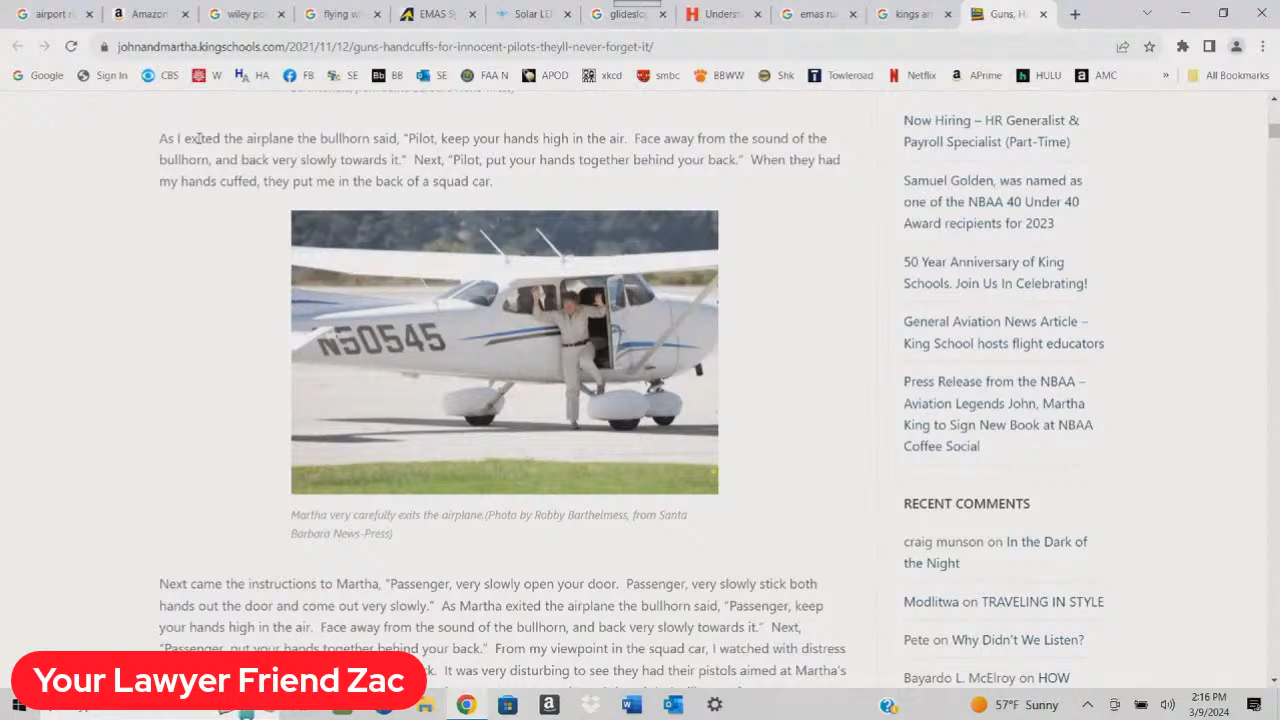 airport r
Amazon
wiley po
flying w
EMAS S
Solar LE
glideslo
Underst
emas ru
kings an
Guns, H
johnandmartha.kingschools.com/2021/11/12/guns-handcuffs-for-innocent-pilots-theyll-never-forget-it/
Google
Sign In
CBS
W
HA
FB
SE
BB
SE
FAA N
APOD
xkcd
smbc
BBWW
Shk
Towleroad
Netflix
APrime
HULU
AMC
»
All Bookmarks
As I exited the airplane the bullhorn said, “Pilot, keep your hands high in the air. Face away from the sound of the
bullhorn, and back very slowly towards it.” Next, “Pilot, put your hands together behind your back.” When they had
my hands cuffed, they put me in the back of a squad car.
N50545
Martha very carefully exits the airplane.(Photo by Robby Barthelmess, from Santa
Barbara News-Press)
Next came the instructions to Martha, “Passenger, very slowly open your door. Passenger, very slowly stick both
hands out the door and come out very slowly.” As Martha exited the airplane the bullhorn said, “Passenger, keep
your hands high in the air. Face away from the sound of the bullhorn, and back very slowly towards it.” Next,
“Passenger, put your hands together behind your back.” From my viewpoint in the squad car, I watched with distress
It was very disturbing to see they had their pistols aimed at Martha’s
Now Hiring – HR Generalist &
Payroll Specialist (Part-Time)
Samuel Golden, was named as
one of the NBAA 40 Under 40
Award recipients for 2023
50 Year Anniversary of King
Schools. Join Us In Celebrating!
General Aviation News Article –
King School hosts flight educators
Press Release from the NBAA –
Aviation Legends John, Martha
King to Sign New Book at NBAA
Coffee Social
RECENT COMMENTS
craig munson on In the Dark of
the Night
Modlitwa on TRAVELING IN STYLE
Pete on Why Didn’t We Listen?
Bayardo L. McElroy on HOW
Your Lawyer Friend Zac
57°F Sunny
2:16 PM
3/9/2024